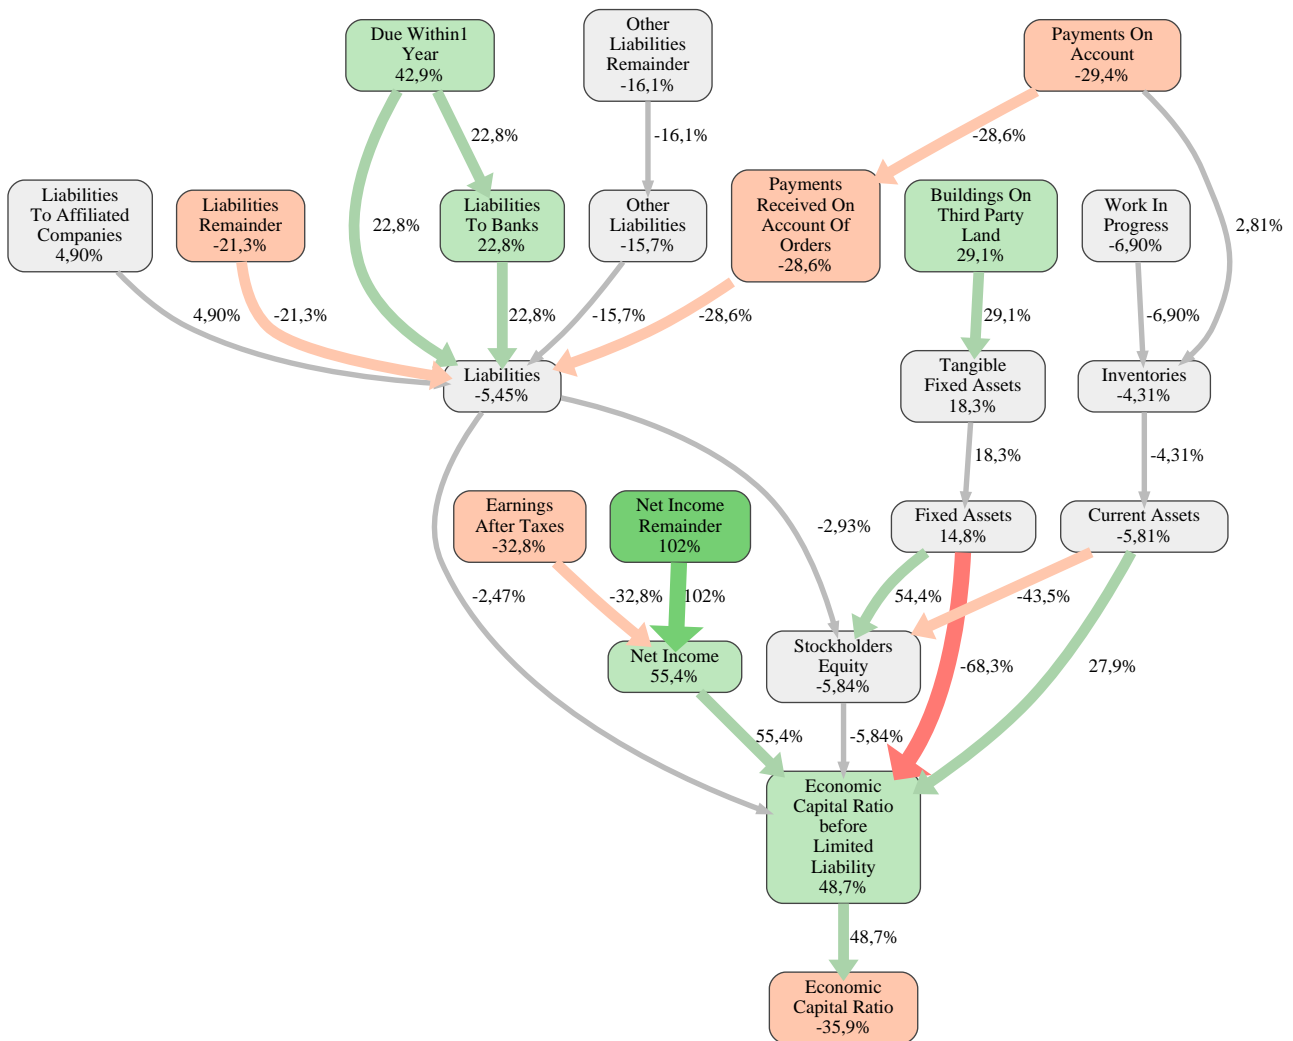 Due Within1
Year
42,9%
Other
Liabilities
Remainder
-16,1%
Payments On
Account
-29,4%
22,8%
-16,1%
-28,6%
Liabilities
To Affiliated
Companies
4,90%
Liabilities
Remainder
-21,3%
22,8%
Liabilities
To Banks
22,8%
Other
Liabilities
-15,7%
Payments
Received On
Account Of
Orders
-28,6%
Buildings On
Third Party
Land
29,1%
Work In
Progress
-6,90%
2,81%
4,90%
-21,3%
22,8%
-15,7%
-28,6%
29,1%
-6,90%
Liabilities
-5,45%
Tangible
Fixed Assets
18,3%
Inventories
-4,31%
18,3%
-4,31%
Earnings
After Taxes
-32,8%
Net Income
Remainder
102%
-2,93%
Fixed Assets
14,8%
Current Assets
-5,81%
-2,47%
-32,8%
102%
54,4%
-43,5%
Net Income
55,4%
Stockholders
Equity
-5,84%
-68,3%
27,9%
55,4%
-5,84%
Economic
Capital Ratio
before
Limited
Liability
48,7%
48,7%
Economic
Capital Ratio
-35,9%